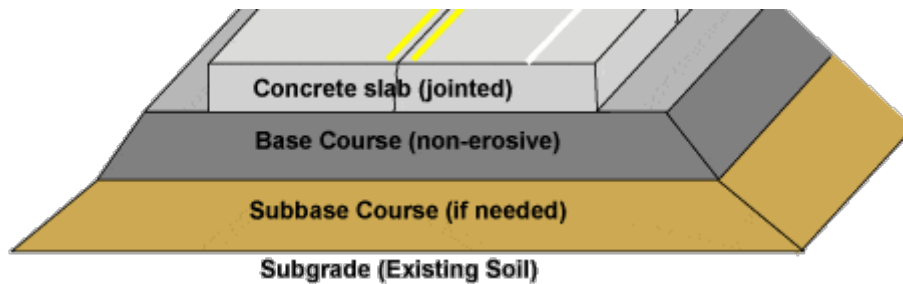 Concrete slab (jointed)
Base Course (non-erosive)
Subbase Course (if needed)
Subgrade (Existing Soil)